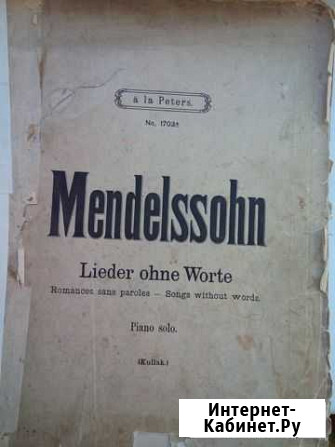 à la Peters.
No. 1703a
Mendelssohn
Lieder ohne Worte
Romances sans paroles – Songs without words.
Piano solo.
(Kullak)
Интернет-
Кабинет.Ру